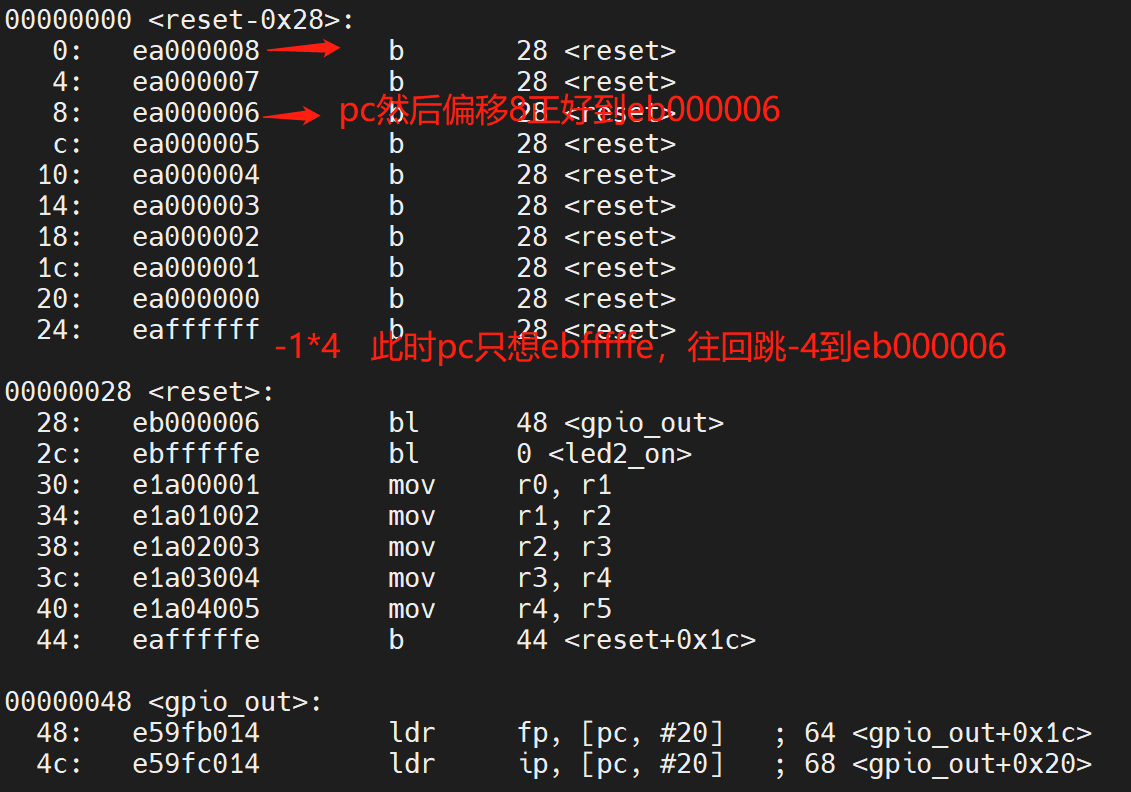 00000000 <reset-0x28>:
0: ea000008 b 28 <reset>
4: ea000007 b 28 <reset>
8: ea000006 b 28 <reset>
pc然后偏移8正好到eb000006
c: ea000005 b 28 <reset>
10: ea000004 b 28 <reset>
14: ea000003 b 28 <reset>
18: ea000002 b 28 <reset>
1c: ea000001 b 28 <reset>
20: ea000000 b 28 <reset>
24: eaffffff b 28 <reset>
-1*4 此时pc只想ebfffffe，往回跳-4到eb000006
00000028 <reset>:
28: eb000006 bl 48 <gpio_out>
2c: ebfffffe bl 0 <led2_on>
30: e1a00001 mov r0, r1
34: e1a01002 mov r1, r2
38: e1a02003 mov r2, r3
3c: e1a03004 mov r3, r4
40: e1a04005 mov r4, r5
44: eafffffe b 44 <reset+0x1c>
00000048 <gpio_out>:
48: e59fb014 ldr fp, [pc, #20] ; 64 <gpio_out+0x1c>
4c: e59fc014 ldr ip, [pc, #20] ; 68 <gpio_out+0x20>